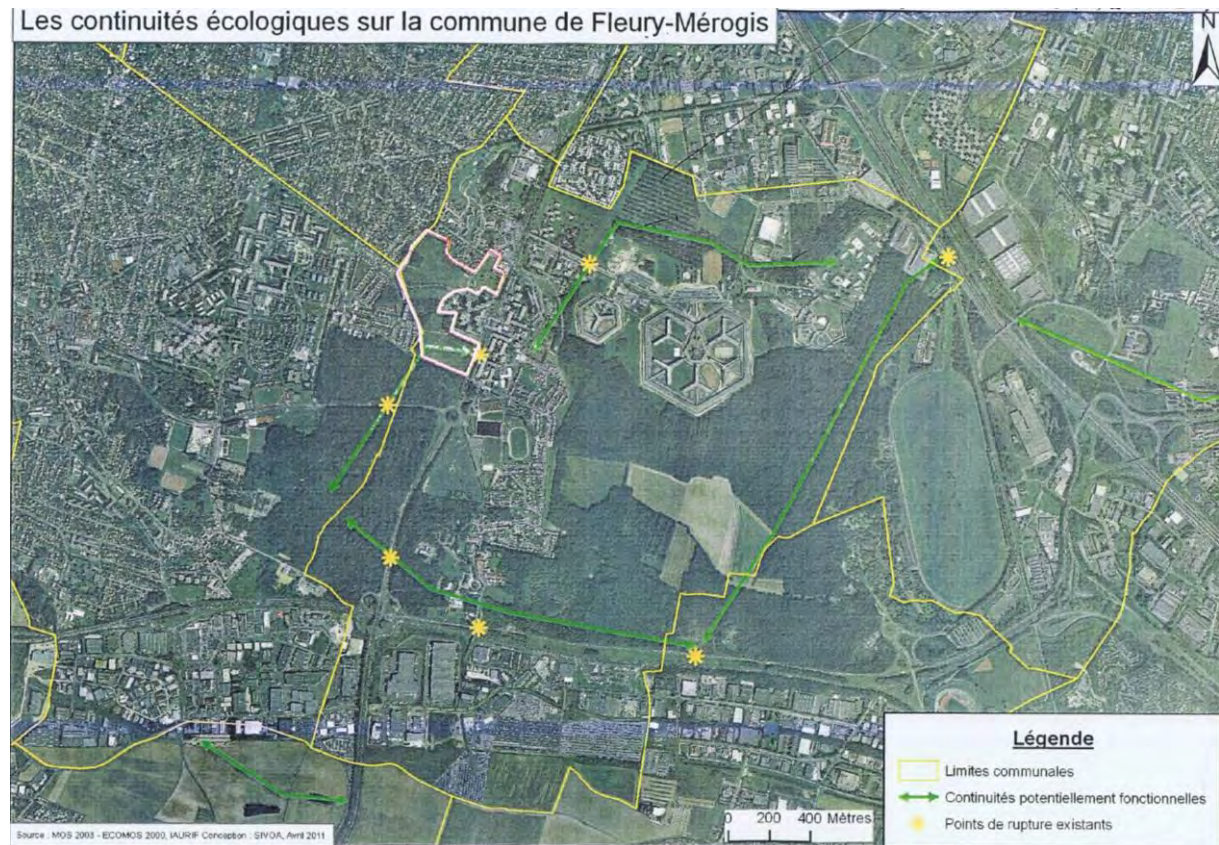 Les continuités écologiques sur la commune de Fleury-Mérogis
N
Légende
Limites communales
Continuités potentiellement fonctionnelles
Points de rupture existants
0 200 400 Mètres
Source : MOS 2003 - ECOMOS 2000, IAURIF Conception : SIVOA, Avril 2011